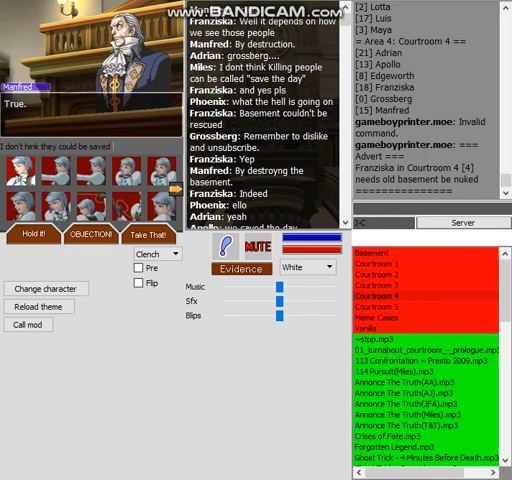 www.BANDICAM.com
Manfred
True.
I don't hink they could be saved
Hold it!
OBJECTION!
Take That!
Clench
Pre
Flip
Change character
Reload theme
Call mod
Franziska: Well it depends on how
we see those people
Manfred: By destruction.
Adrian: grossberg....
Miles: I dont think Killing people
can be called "save the day"
Franziska: and yes pls
Phoenix: what the hell is going on
Franziska: Basement couldn't be
rescued
Grossberg: Remember to dislike
and unsubscribe.
Franziska: Yep
Manfred: By destroyng the
basement.
Franziska: Indeed
Phoenix: ello
Adrian: yeah
Apollo: we saved the day
MUTE
Evidence
White
Music
Sfx
Blips
[2] Lotta
[17] Luis
[3] Maya
= Area 4: Courtroom 4 ==
[21] Adrian
[13] Apollo
[8] Edgeworth
[18] Franziska
[0] Grossberg
[15] Manfred
gameboyprinter.moe: Invalid
command.
gameboyprinter.moe: ===
Advert ===
Franziska in Courtroom 4 [4]
needs old basement be nuked
===============
J-C
Server
Basement
Courtroom 1
Courtroom 2
Courtroom 3
Courtroom 4
Courtroom 5
Meme Cases
Vanilla
~stop.mp3
01_turnabout_courtroom_-_prologue.mp3
113 Confrontation ~ Presto 2009.mp3
114 Pursuit(Miles).mp3
Annonce The Truth(AA).mp3
Annonce The Truth(AJ).mp3
Annonce The Truth(JFA).mp3
Annonce The Truth(Miles).mp3
Annonce The Truth(T&T).mp3
Crises of Fate.mp3
Forgotten Legend.mp3
Ghost Trick - 4 Minutes Before Death.mp3